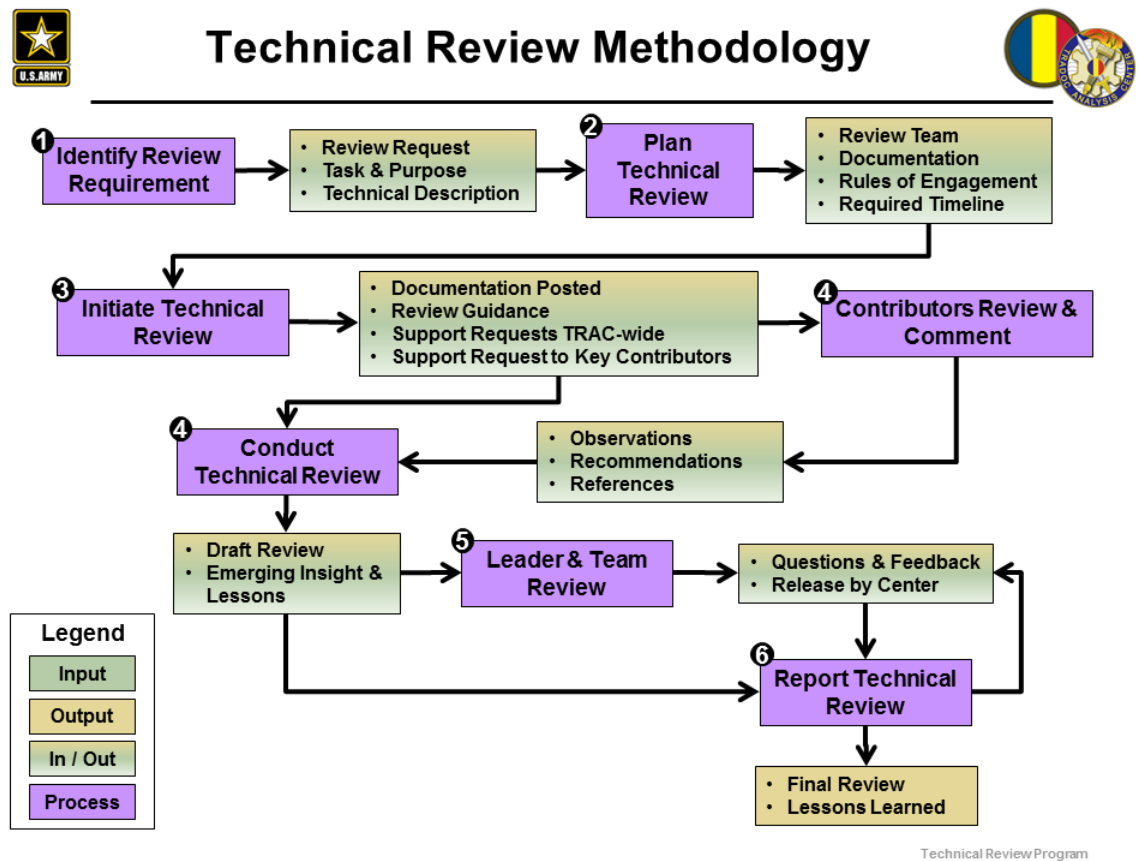 Technical Review Methodology
U.S.ARMY
TRADOC ANALYSIS CENTER
1
Identify Review
Requirement
• Review Request
• Task & Purpose
• Technical Description
2
Plan
Technical
Review
• Review Team
• Documentation
• Rules of Engagement
• Required Timeline
3
Initiate Technical
Review
• Documentation Posted
• Review Guidance
• Support Requests TRAC-wide
• Support Request to Key Contributors
4
Contributors Review &
Comment
4
Conduct
Technical Review
• Observations
• Recommendations
• References
• Draft Review
• Emerging Insight &
Lessons
5
Leader & Team
Review
• Questions & Feedback
• Release by Center
6
Report Technical
Review
• Final Review
• Lessons Learned
Legend
Input
Output
In / Out
Process
Technical Review Program